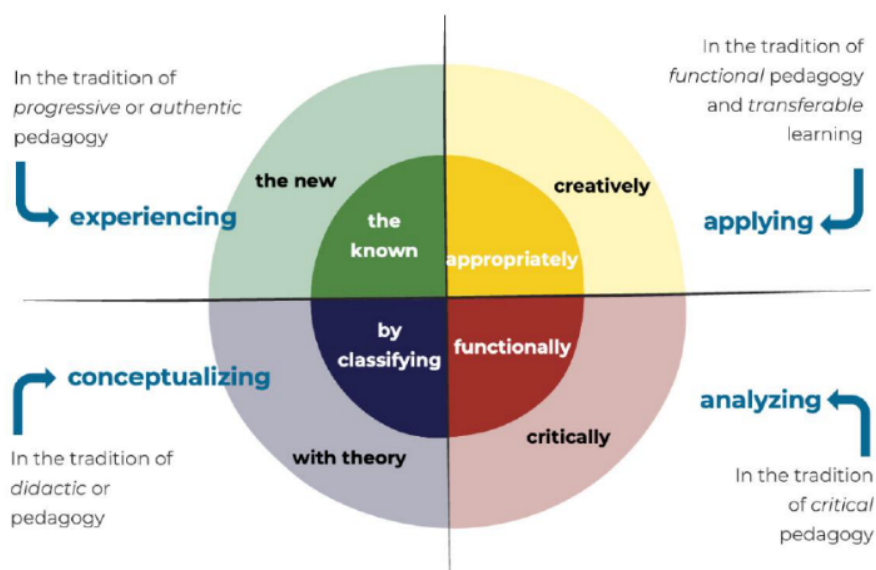 In the tradition of
progressive or authentic
pedagogy
experiencing
the new
the
known
In the tradition of
functional pedagogy
and transferable
learning
applying
creatively
appropriately
by
classifying
with theory
conceptualizing
In the tradition of
didactic or
pedagogy
functionally
critically
analyzing
In the tradition
of critical
pedagogy